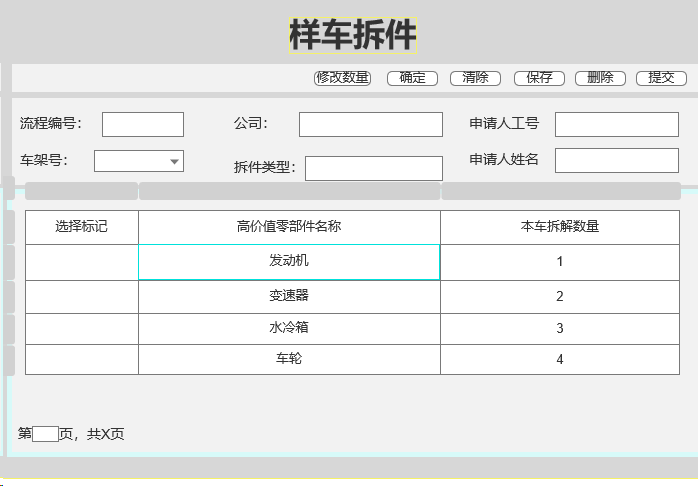 样车拆件
修改数量 确定 清除 保存 删除 提交
流程编号： 公司： 申请人工号
车架号： 拆件类型： 申请人姓名
选择标记 高价值零部件名称 本车拆解数量
发动机 1
变速器 2
水冷箱 3
车轮 4
第 页，共X页